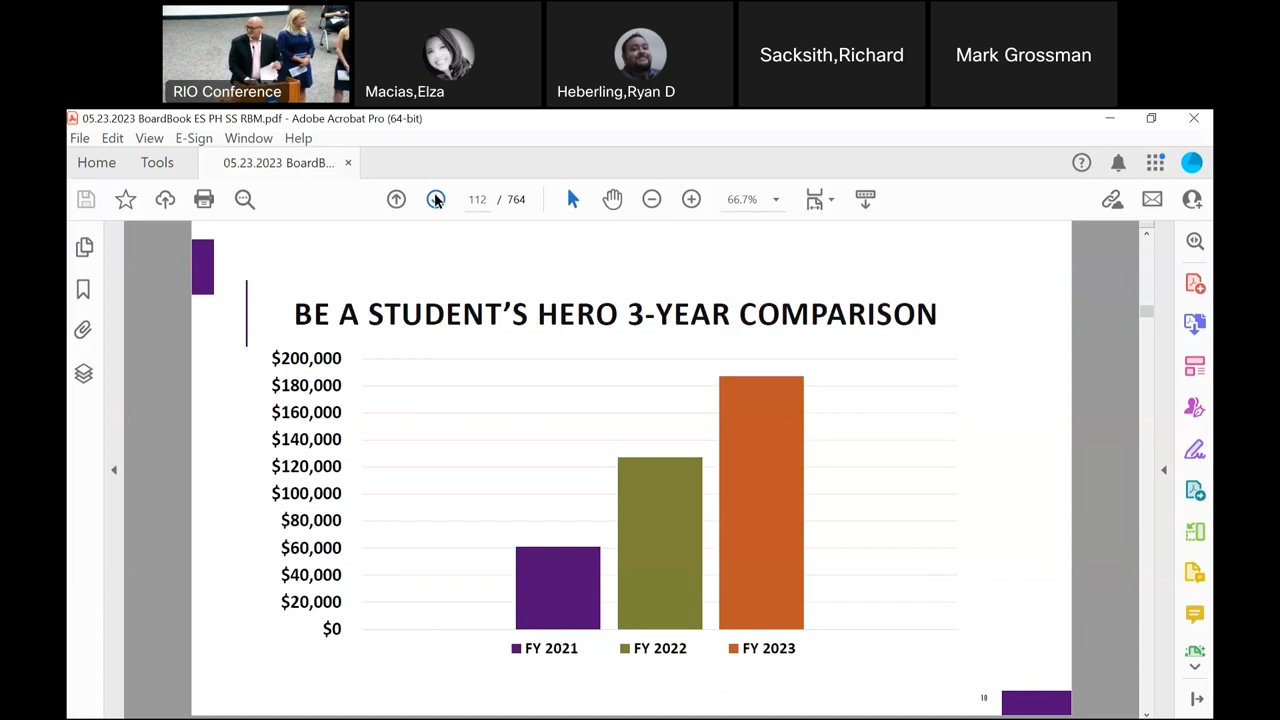 RIO Conference
Macias,Elza
Heberling,Ryan D
Sacksith,Richard
Mark Grossman
05.23.2023 BoardBook ES PH SS RBM.pdf - Adobe Acrobat Pro (64-bit)
File Edit View E-Sign Window Help
Home Tools 05.23.2023 BoardB... ×
112 / 764 66.7%
BE A STUDENT’S HERO 3-YEAR COMPARISON
$200,000
$180,000
$160,000
$140,000
$120,000
$100,000
$80,000
$60,000
$40,000
$20,000
$0
FY 2021 FY 2022 FY 2023
10